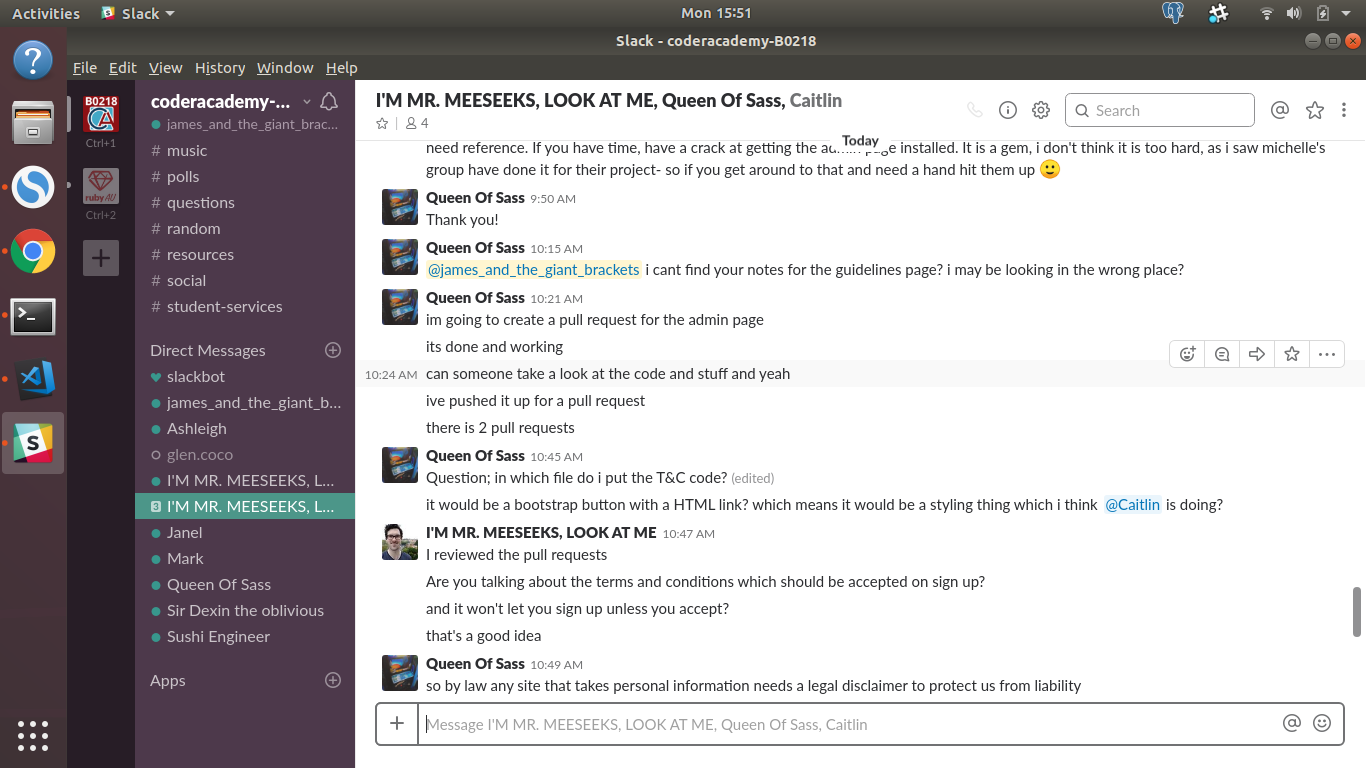 Activities
Slack
Mon 15:51
Slack - coderacademy-B0218
File Edit View History Window Help
B0218
CA
Ctrl+1
ruby AU
Ctrl+2
coderacademy-...
james_and_the_giant_brac...
# music
# polls
# questions
# random
# resources
# social
# student-services
Direct Messages
slackbot
james_and_the_giant_b...
Ashleigh
glen.coco
I'M MR. MEESEEKS, L...
3 I'M MR. MEESEEKS, L...
Janel
Mark
Queen Of Sass
Sir Dexin the oblivious
Sushi Engineer
Apps
I'M MR. MEESEEKS, LOOK AT ME, Queen Of Sass, Caitlin
4
Search
Today
need reference. If you have time, have a crack at getting the admin page installed. It is a gem, i don't think it is too hard, as i saw michelle's
group have done it for their project- so if you get around to that and need a hand hit them up
Queen Of Sass 9:50 AM
Thank you!
Queen Of Sass 10:15 AM
@james_and_the_giant_brackets i cant find your notes for the guidelines page? i may be looking in the wrong place?
Queen Of Sass 10:21 AM
im going to create a pull request for the admin page
its done and working
10:24 AM can someone take a look at the code and stuff and yeah
ive pushed it up for a pull request
there is 2 pull requests
Queen Of Sass 10:45 AM
Question; in which file do i put the T&C code? (edited)
it would be a bootstrap button with a HTML link? which means it would be a styling thing which i think @Caitlin is doing?
I'M MR. MEESEEKS, LOOK AT ME 10:47 AM
I reviewed the pull requests
Are you talking about the terms and conditions which should be accepted on sign up?
and it won't let you sign up unless you accept?
that's a good idea
Queen Of Sass 10:49 AM
so by law any site that takes personal information needs a legal disclaimer to protect us from liability
Message I'M MR. MEESEEKS, LOOK AT ME, Queen Of Sass, Caitlin